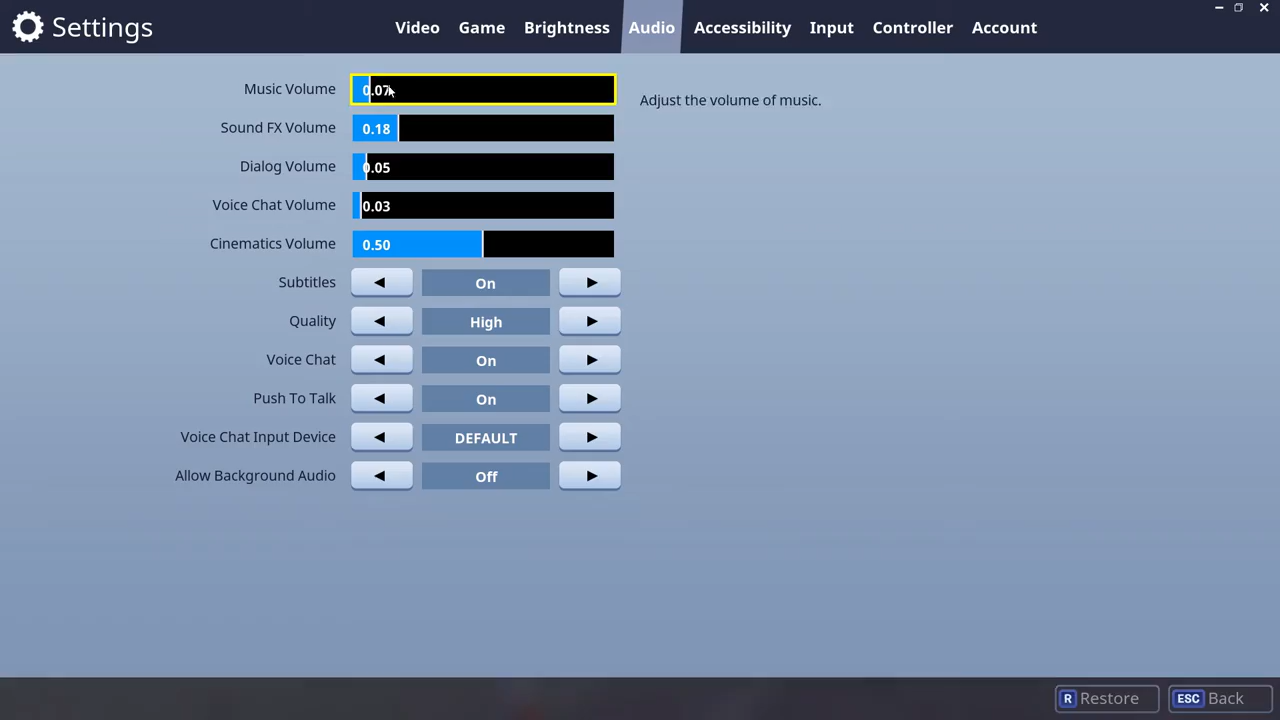 Settings
Video Game Brightness Audio Accessibility Input Controller Account
Music Volume 0.07
Adjust the volume of music.
Sound FX Volume 0.18
Dialog Volume 0.05
Voice Chat Volume 0.03
Cinematics Volume 0.50
Subtitles On
Quality High
Voice Chat On
Push To Talk On
Voice Chat Input Device DEFAULT
Allow Background Audio Off
R Restore ESC Back